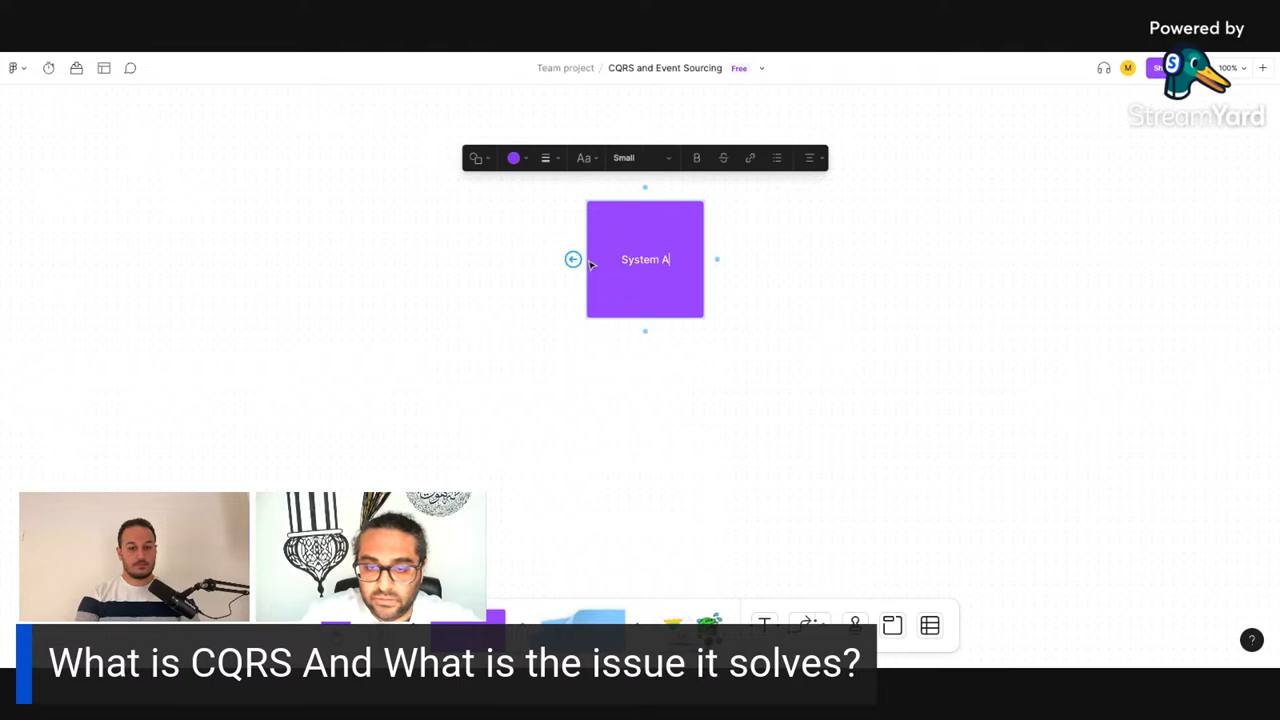 Powered by
StreamYard
Team project / CQRS and Event Sourcing Free
M
100%
Aa
Small
B
S
System A
T
?
What is CQRS And What is the issue it solves?